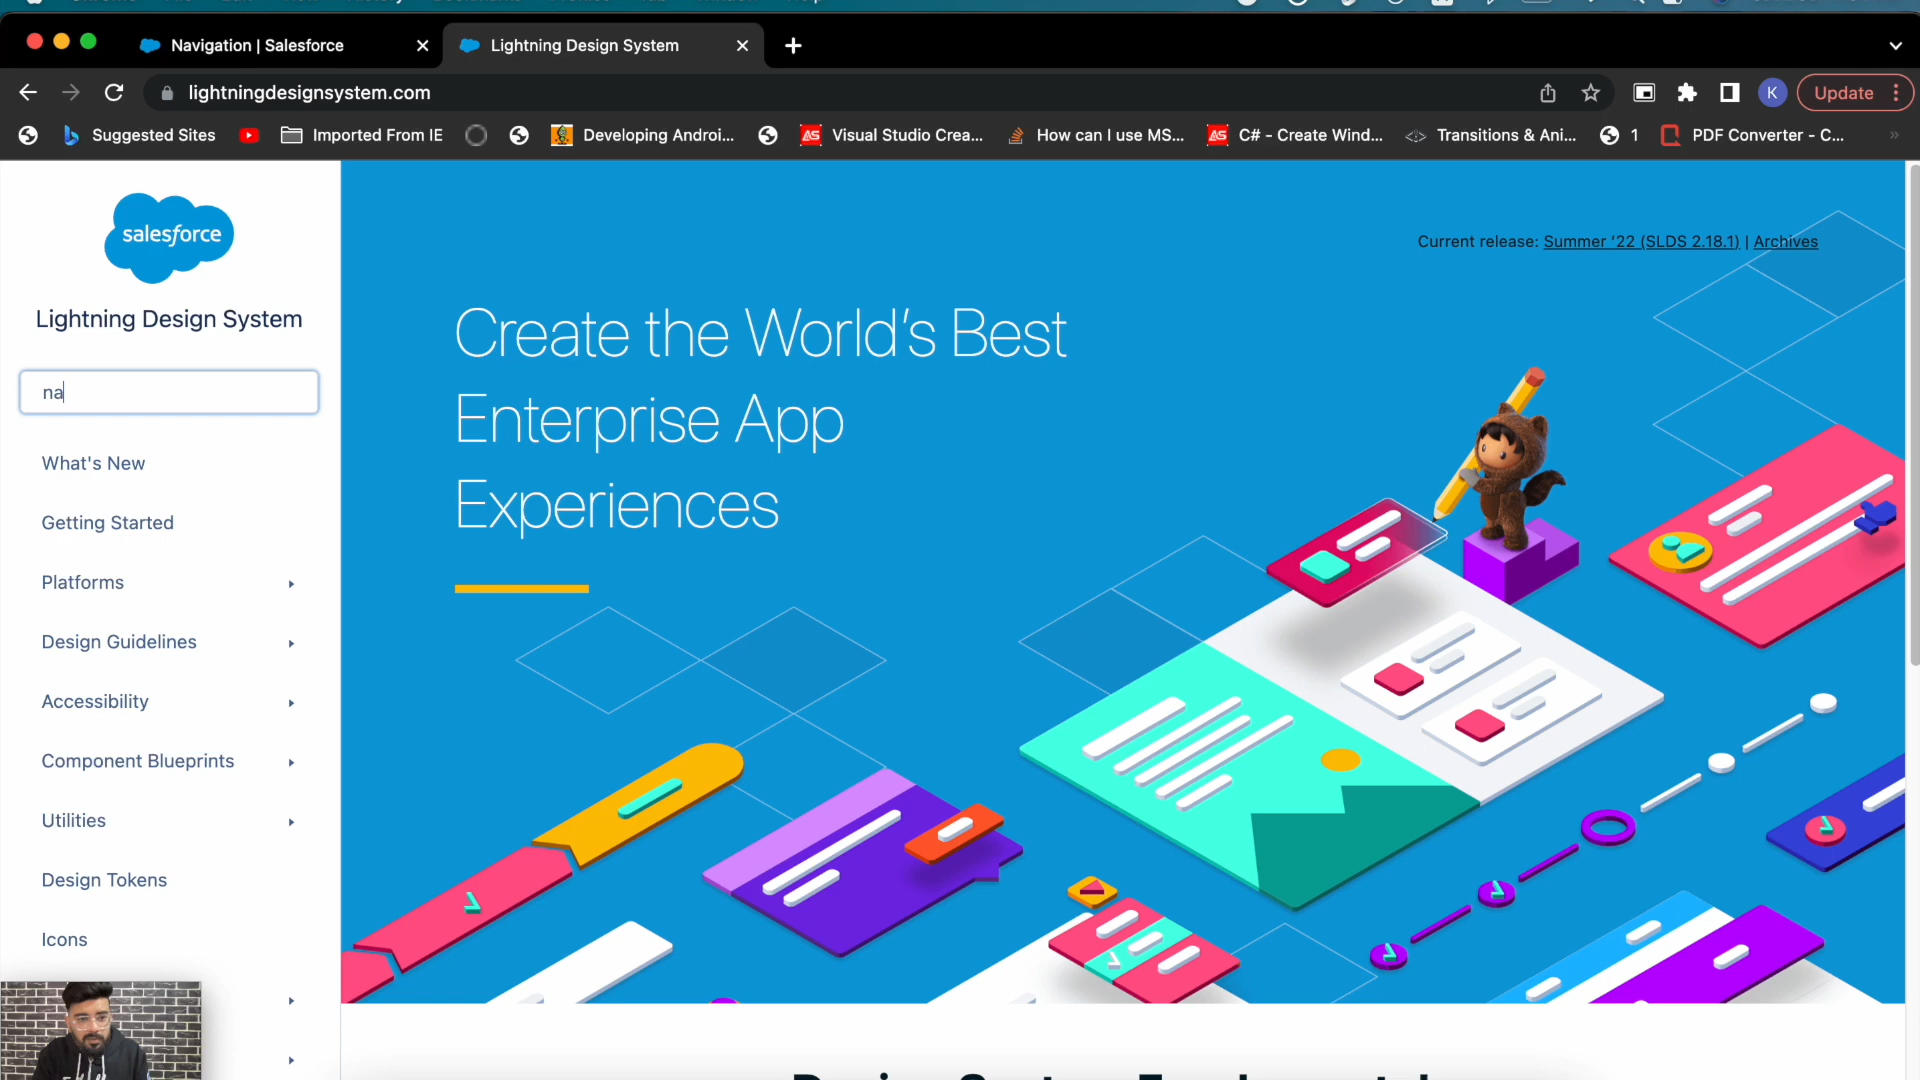 Navigation | Salesforce
Lightning Design System
lightningdesignsystem.com
K
Update
Suggested Sites
Imported From IE
Developing Androi...
Visual Studio Crea...
How can I use MS...
C# - Create Wind...
Transitions & Ani...
1
PDF Converter - C...
salesforce
Lightning Design System
na
What's New
Getting Started
Platforms
Design Guidelines
Accessibility
Component Blueprints
Utilities
Design Tokens
Icons
Current release: Summer '22 (SLDS 2.18.1) | Archives
Create the World's Best
Enterprise App
Experiences